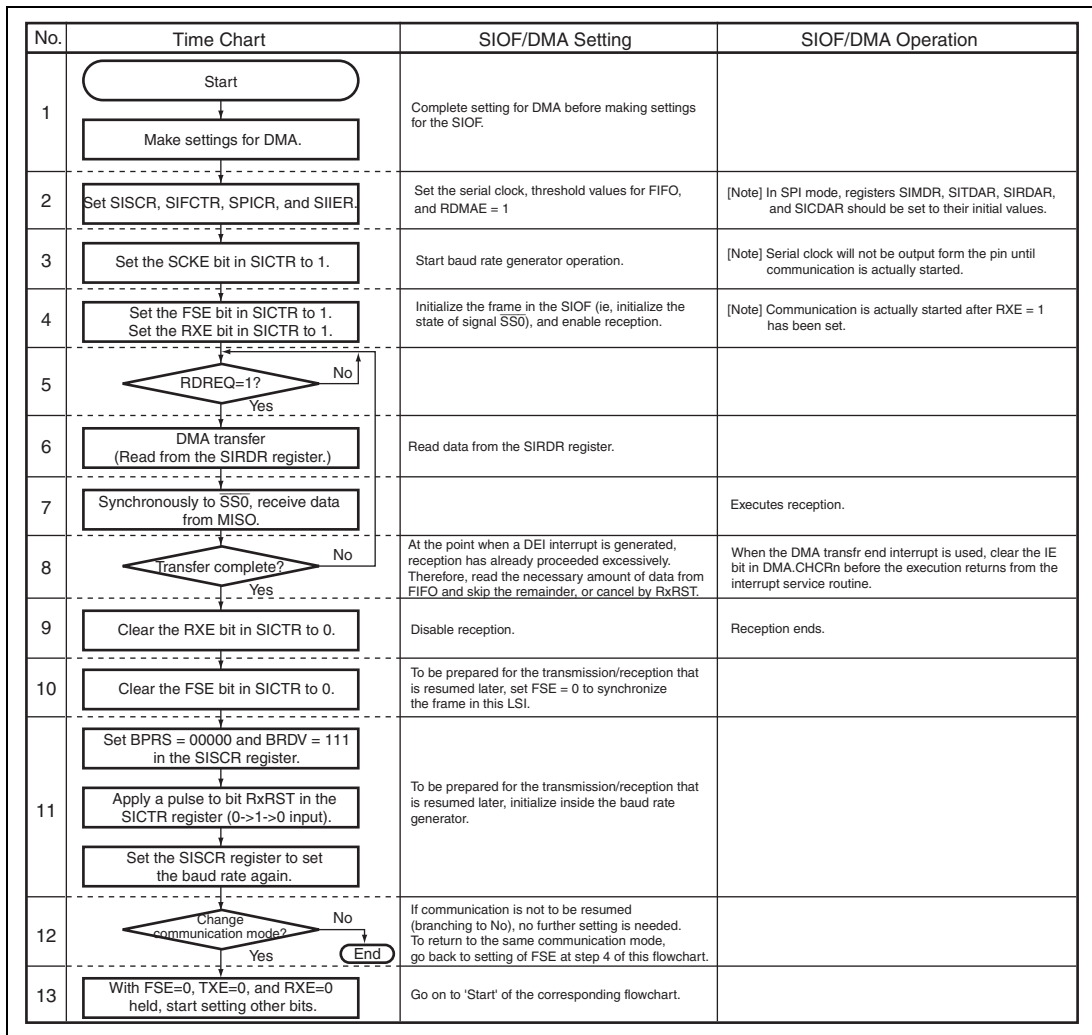 No.
Time Chart
SIOF/DMA Setting
SIOF/DMA Operation
1
Start
Make settings for DMA.
Complete setting for DMA before making settings
for the SIOF.
2
Set SISCR, SIFCTR, SPICR, and SIIER.
Set the serial clock, threshold values for FIFO,
and RDMAE = 1
[Note] In SPI mode, registers SIMDR, SITDAR, SIRDAR,
and SICDAR should be set to their initial values.
3
Set the SCKE bit in SICTR to 1.
Start baud rate generator operation.
[Note] Serial clock will not be output form the pin until
communication is actually started.
4
Set the FSE bit in SICTR to 1.
Set the RXE bit in SICTR to 1.
Initialize the frame in the SIOF (ie, initialize the
state of signal SS0), and enable reception.
[Note] Communication is actually started after RXE = 1
has been set.
5
RDREQ=1?
No
Yes
6
DMA transfer
(Read from the SIRDR register.)
Read data from the SIRDR register.
7
Synchronously to SS0, receive data
from MISO.
Executes reception.
8
Transfer complete?
No
Yes
At the point when a DEI interrupt is generated,
reception has already proceeded excessively.
Therefore, read the necessary amount of data from
FIFO and skip the remainder, or cancel by RxRST.
When the DMA transfr end interrupt is used, clear the IE
bit in DMA.CHCRn before the execution returns from the
interrupt service routine.
9
Clear the RXE bit in SICTR to 0.
Disable reception.
Reception ends.
10
Clear the FSE bit in SICTR to 0.
To be prepared for the transmission/reception that
is resumed later, set FSE = 0 to synchronize
the frame in this LSI.
11
Set BPRS = 00000 and BRDV = 111
in the SISCR register.
Apply a pulse to bit RxRST in the
SICTR register (0->1->0 input).
Set the SISCR register to set
the baud rate again.
To be prepared for the transmission/reception that
is resumed later, initialize inside the baud rate
generator.
12
Change
communication mode?
No
Yes
End
If communication is not to be resumed
(branching to No), no further setting is needed.
To return to the same communication mode,
go back to setting of FSE at step 4 of this flowchart.
13
With FSE=0, TXE=0, and RXE=0
held, start setting other bits.
Go on to 'Start' of the corresponding flowchart.